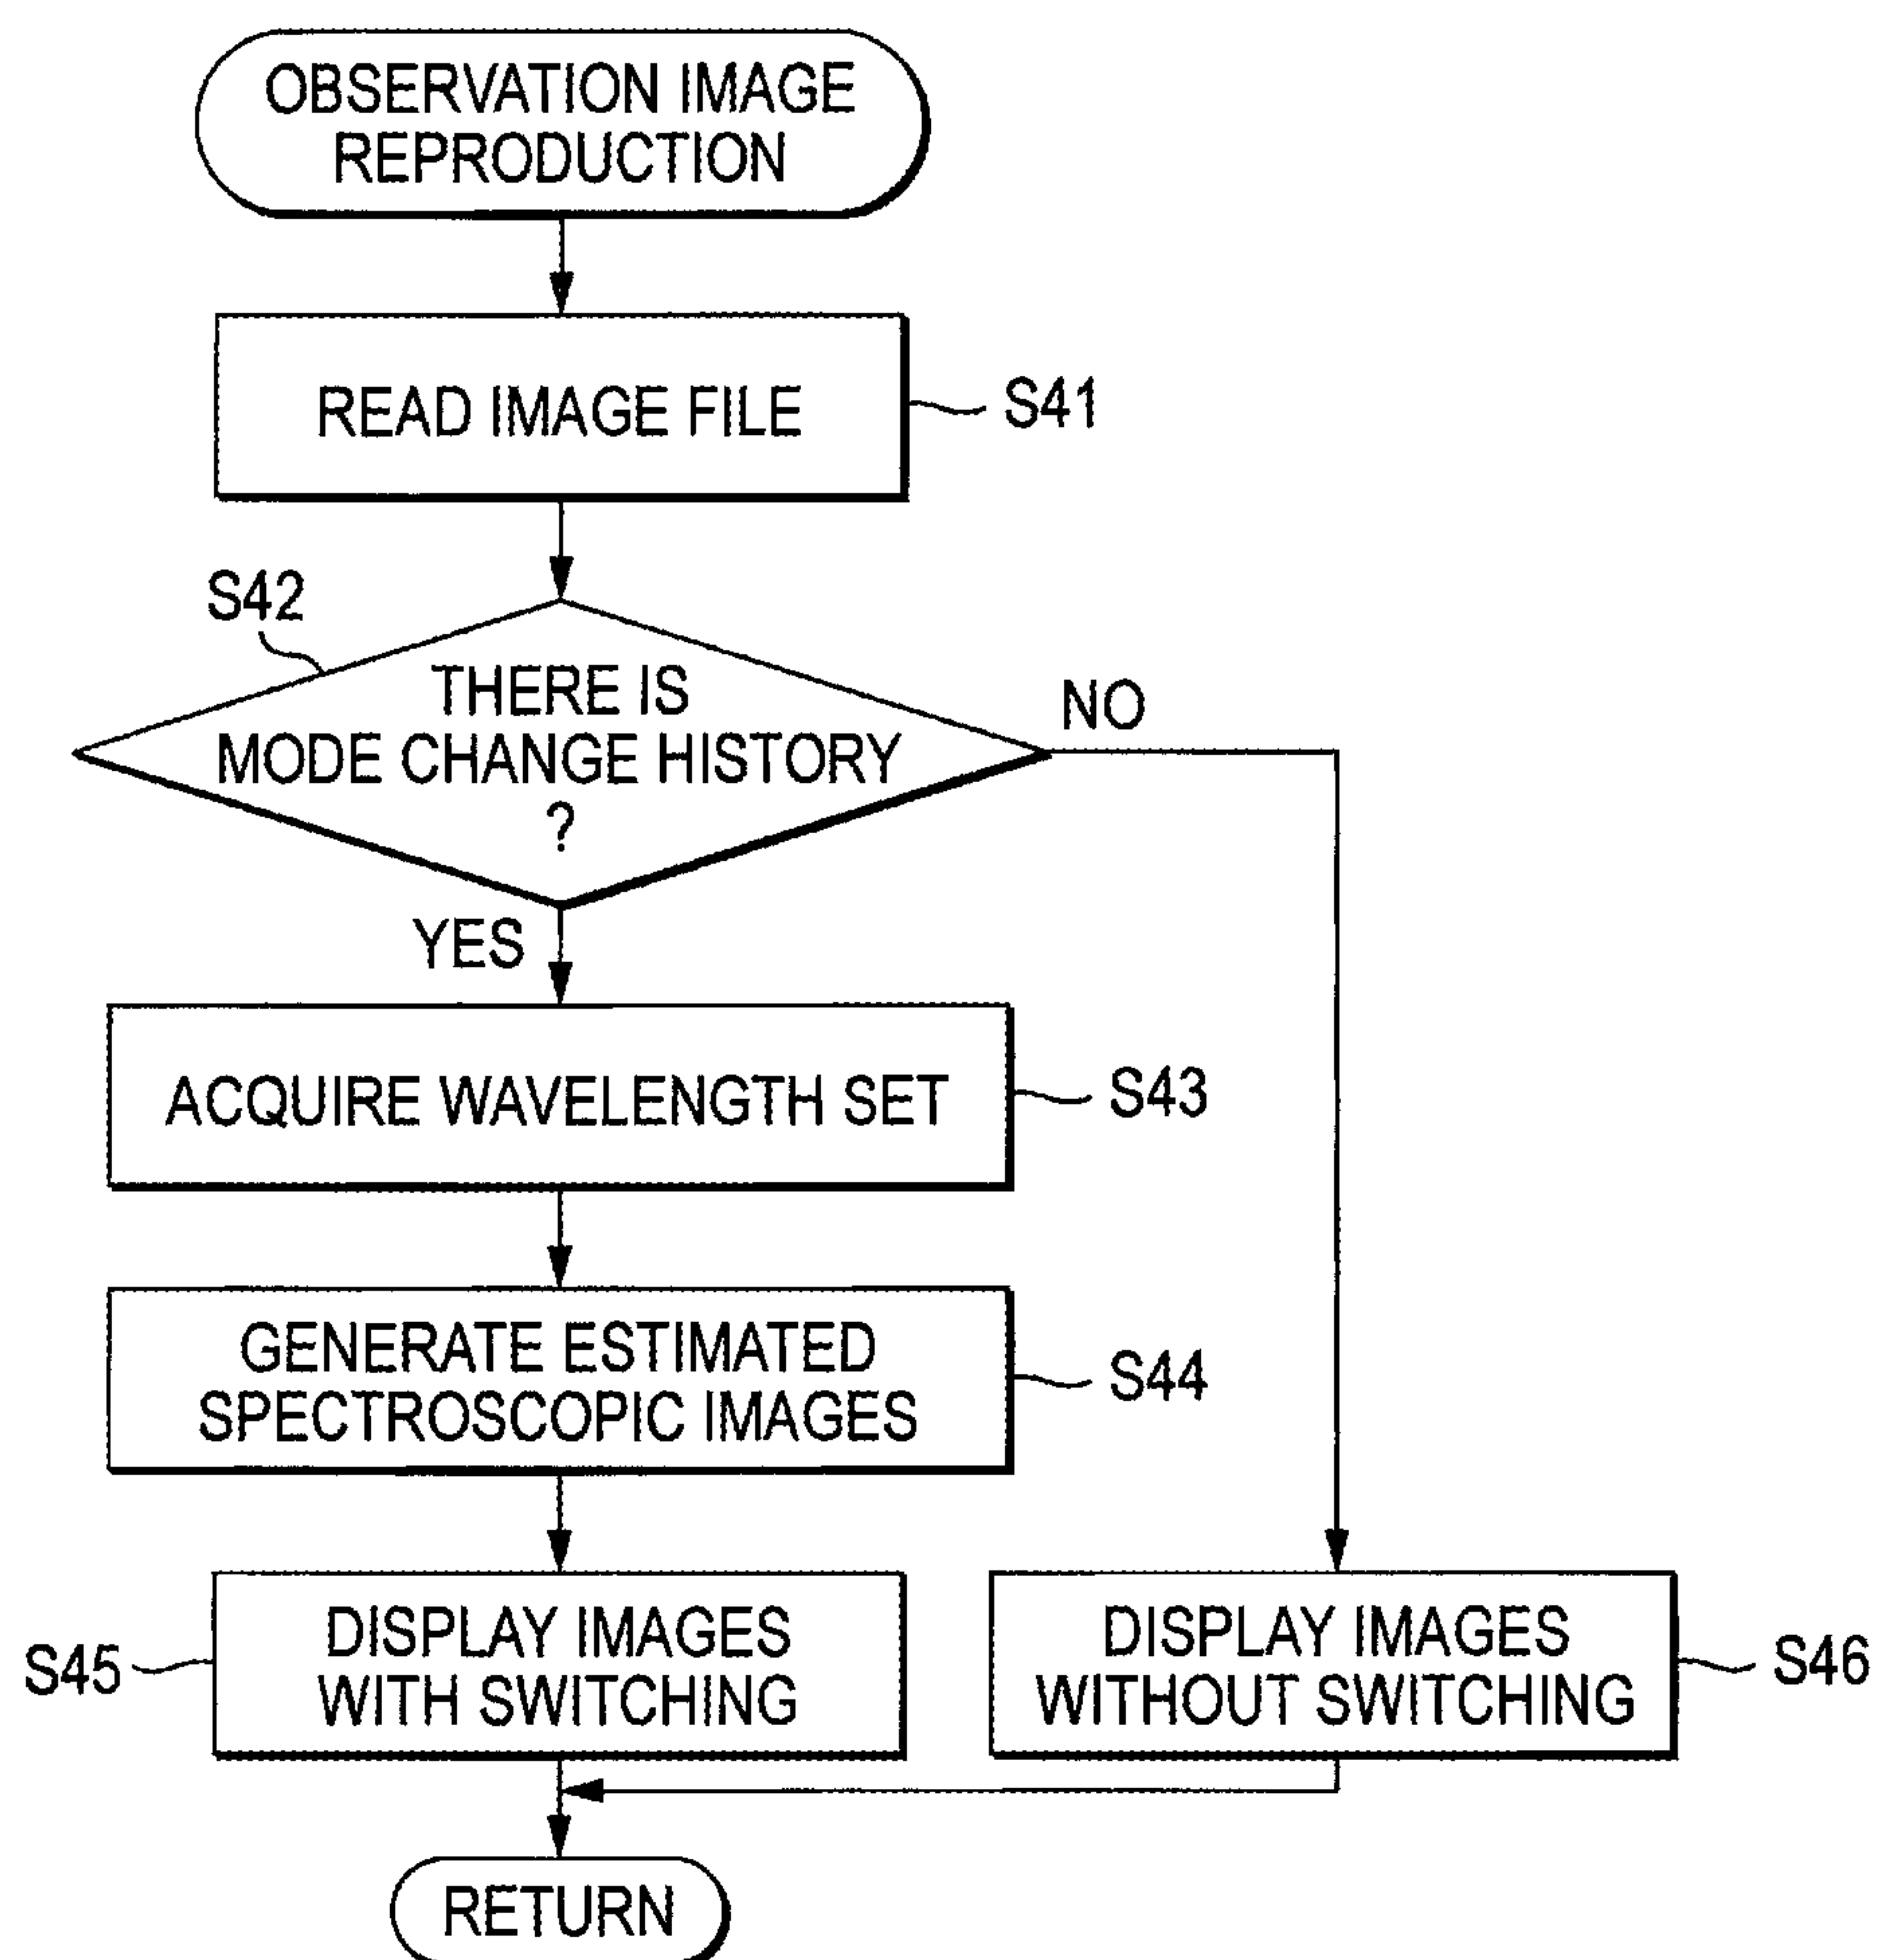 OBSERVATION IMAGE
REPRODUCTION
READ IMAGE FILE
S41
S42
THERE IS
MODE CHANGE HISTORY
?
NO
YES
ACQUIRE WAVELENGTH SET
S43
GENERATE ESTIMATED
SPECTROSCOPIC IMAGES
S44
S45
DISPLAY IMAGES
WITH SWITCHING
DISPLAY IMAGES
WITHOUT SWITCHING
S46
RETURN